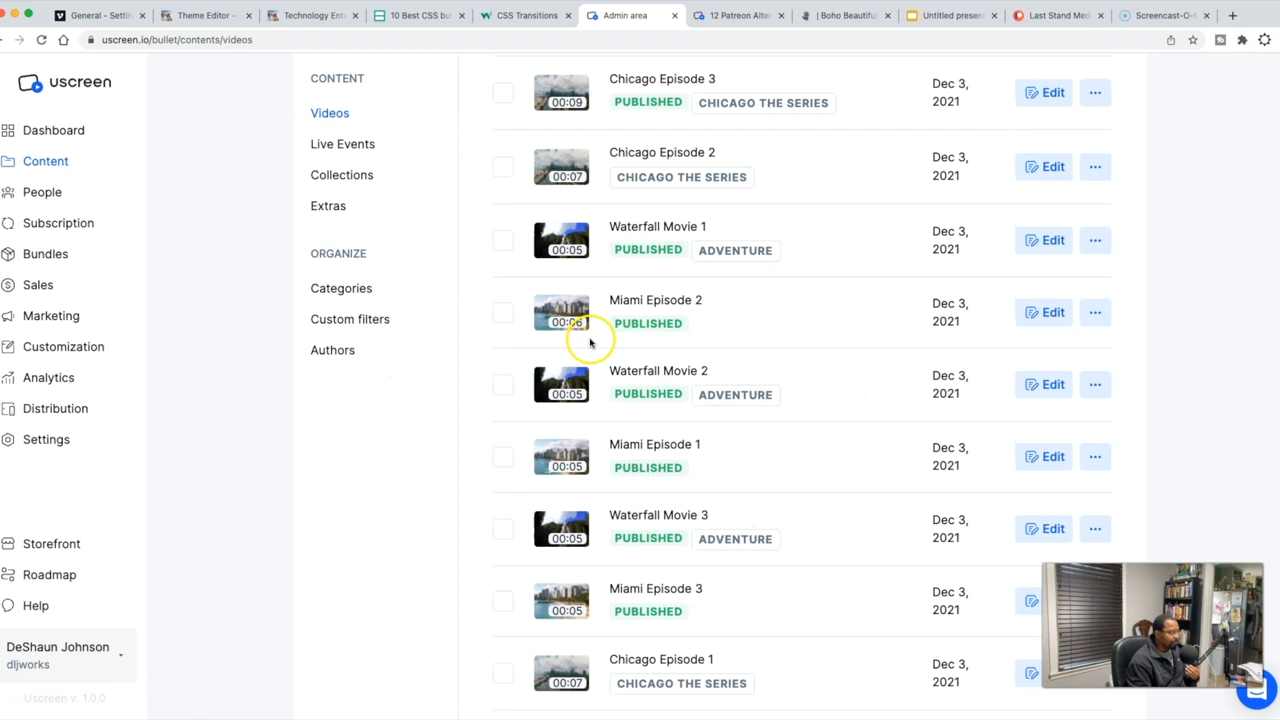 General - Settin
Theme Editor -
Technology Ente
10 Best CSS bu
CSS Transitions
Admin area
12 Patreon Alter
| Boho Beautiful
Untitled present
Last Stand Med
Screencast-O-
uscreen.io/bullet/contents/videos
uscreen
Dashboard
Content
People
Subscription
Bundles
Sales
Marketing
Customization
Analytics
Distribution
Settings
Storefront
Roadmap
Help
DeShaun Johnson
dljworks
Uscreen v. 1.0.0
CONTENT
Videos
Live Events
Collections
Extras
ORGANIZE
Categories
Custom filters
Authors
00:09
Chicago Episode 3
PUBLISHED CHICAGO THE SERIES
Dec 3,
2021
Edit
00:07
Chicago Episode 2
CHICAGO THE SERIES
Dec 3,
2021
Edit
00:05
Waterfall Movie 1
PUBLISHED ADVENTURE
Dec 3,
2021
Edit
00:06
Miami Episode 2
PUBLISHED
Dec 3,
2021
Edit
00:05
Waterfall Movie 2
PUBLISHED ADVENTURE
Dec 3,
2021
Edit
00:05
Miami Episode 1
PUBLISHED
Dec 3,
2021
Edit
00:05
Waterfall Movie 3
PUBLISHED ADVENTURE
Dec 3,
2021
Edit
00:05
Miami Episode 3
PUBLISHED
Dec 3,
2021
00:07
Chicago Episode 1
CHICAGO THE SERIES
Dec 3,
2021